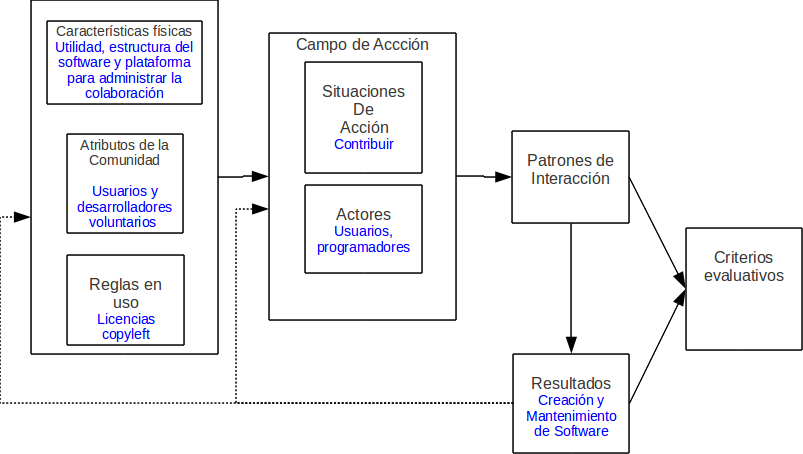 Características físicas
Utilidad, estructura del
software y plataforma
para administrar la
colaboración
Atributos de la
Comunidad
Usuarios y
desarrolladores
voluntarios
Reglas en
uso
Licencias
copyleft
Campo de Accción
Situaciones
De
Acción
Contribuir
Actores
Usuarios,
programadores
Patrones de
Interacción
Resultados
Creación y
Mantenimiento
de Software
Criterios
evaluativos